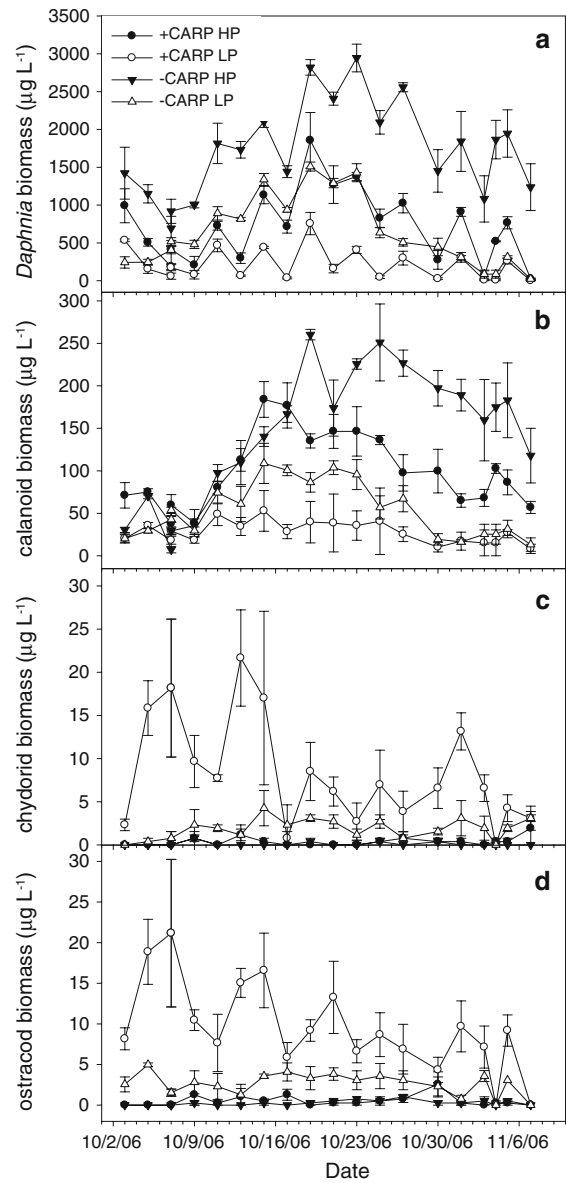 +CARP HP
+CARP LP
-CARP HP
-CARP LP
a
Daphnia biomass (µg L-1)
3500
3000
2500
2000
1500
1000
500
0
b
calanoid biomass (µg L-1)
300
250
200
150
100
50
0
c
chydorid biomass (µg L-1)
30
25
20
15
10
5
0
d
ostracod biomass (µg L-1)
30
25
20
15
10
5
0
10/2/06 10/9/06 10/16/06 10/23/06 10/30/06 11/6/06
Date